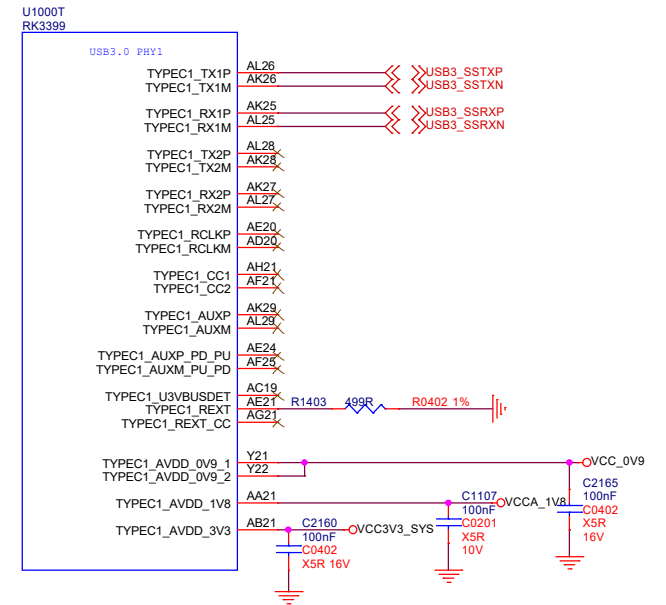 U1000T
RK3399
USB3.0 PHY1
TYPEC1_TX1P AL26 USB3_SSTXP
TYPEC1_TX1M AK26 USB3_SSTXN
TYPEC1_RX1P AK25 USB3_SSRXP
TYPEC1_RX1M AL25 USB3_SSRXN
TYPEC1_TX2P AL28
TYPEC1_TX2M AK28
TYPEC1_RX2P AK27
TYPEC1_RX2M AL27
TYPEC1_RCLKP AE20
TYPEC1_RCLKM AD20
TYPEC1_CC1 AH21
TYPEC1_CC2 AF21
TYPEC1_AUXP AK29
TYPEC1_AUXM AL29
TYPEC1_AUXP_PD_PU AE24
TYPEC1_AUXM_PU_PD AF25
TYPEC1_U3VBUSDET AC19
TYPEC1_REXT AE21 R1403 499R R0402 1%
TYPEC1_REXT_CC AG21
TYPEC1_AVDD_0V9_1 Y21 VCC_0V9
TYPEC1_AVDD_0V9_2 Y22
C2165
100nF
C0402
X5R
16V
TYPEC1_AVDD_1V8 AA21 VCCA_1V8
C1107
100nF
C0201
X5R
10V
TYPEC1_AVDD_3V3 AB21 VCC3V3_SYS
C2160
100nF
C0402
X5R 16V